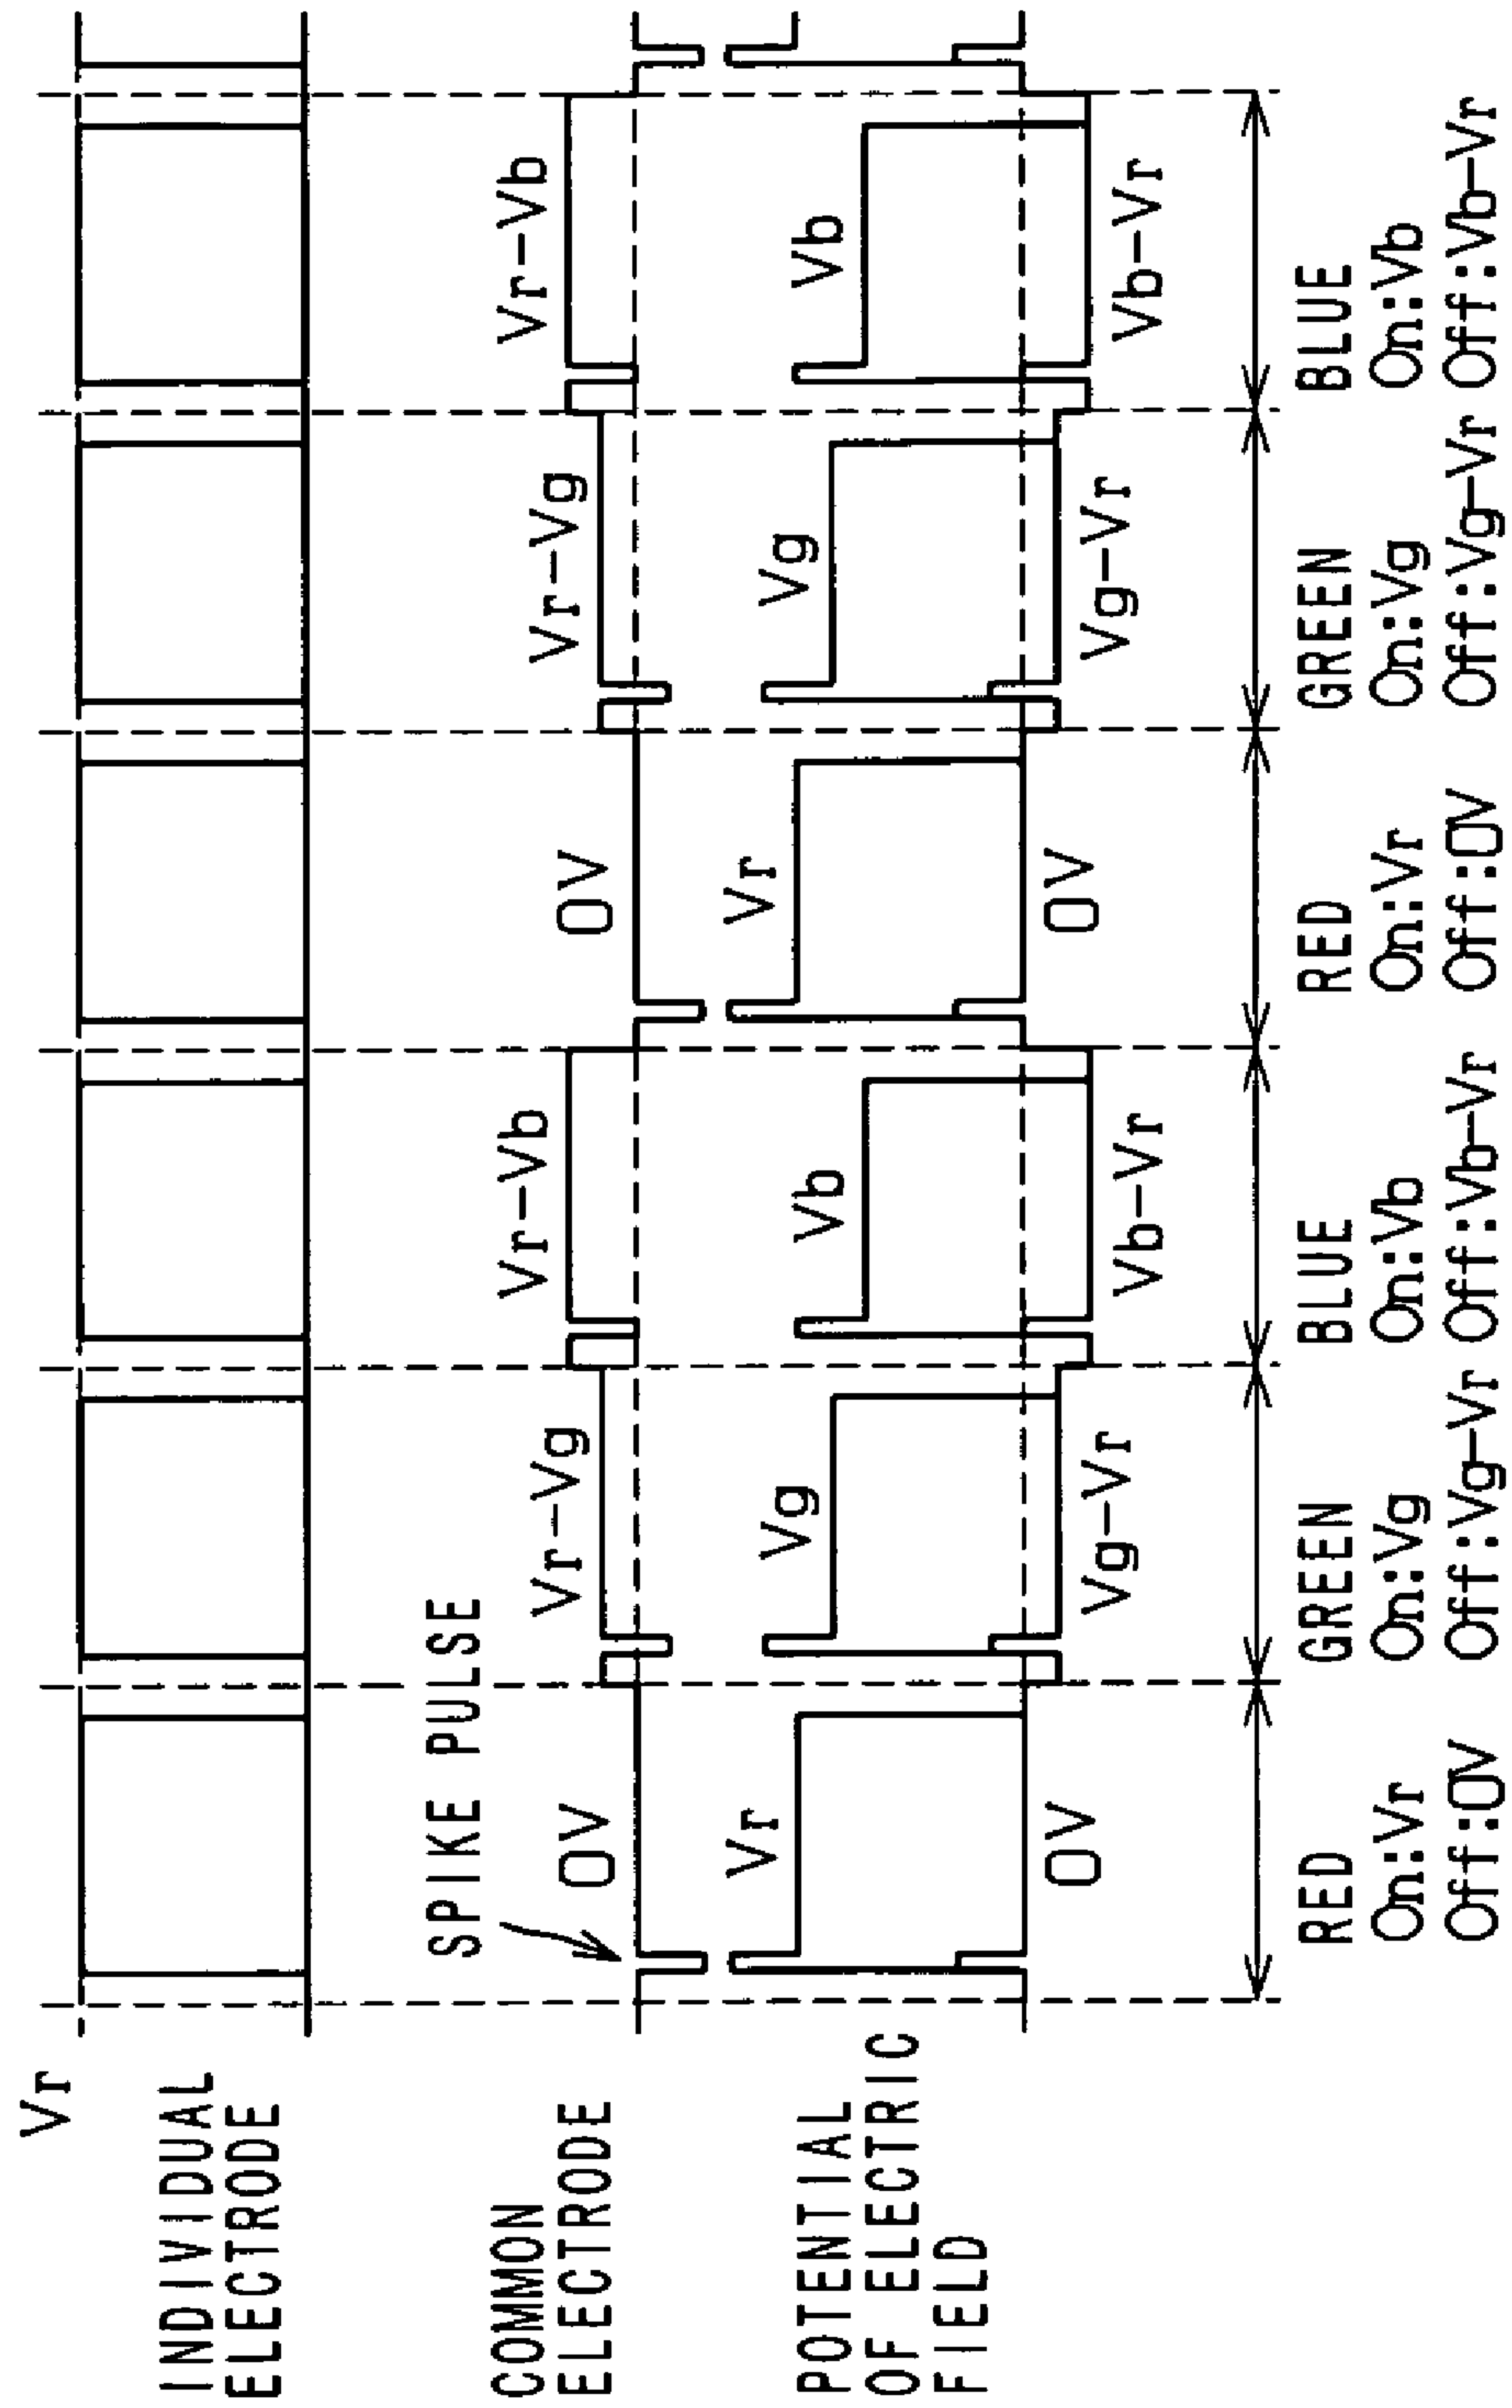 Vr
INDIVIDUAL
ELECTRODE
SPIKE PULSE
COMMON
ELECTRODE
0V
Vr-Vg
Vr-Vb
0V
Vr-Vg
Vr-Vb
POTENTIAL
OF ELECTRIC
FIELD
Vr
Vg
Vb
Vr
Vg
Vb
0V
Vg-Vr
Vb-Vr
0V
Vg-Vr
Vb-Vr
RED
On:Vr
Off:0V
GREEN
On:Vg
Off:Vg-Vr
BLUE
On:Vb
Off:Vb-Vr
RED
On:Vr
Off:0V
GREEN
On:Vg
Off:Vg-Vr
BLUE
On:Vb
Off:Vb-Vr